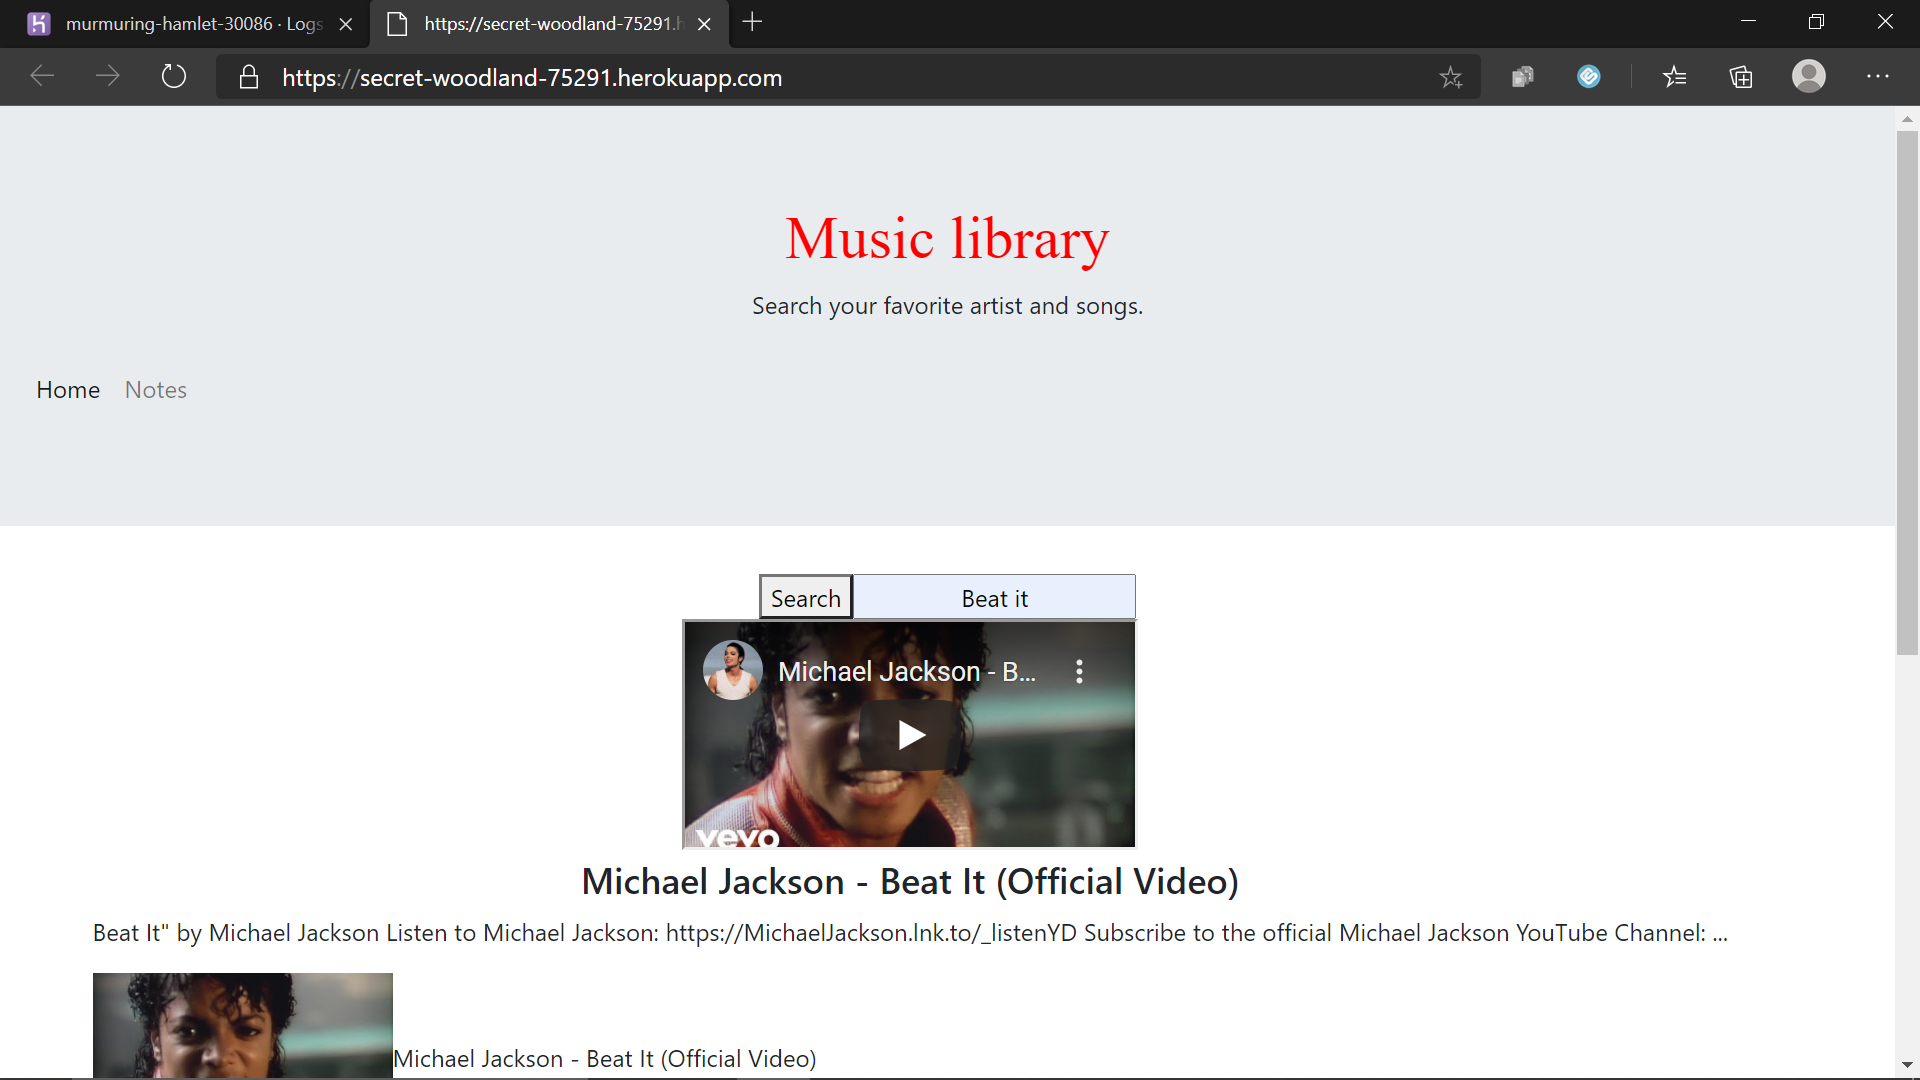 murmuring-hamlet-30086 · Logs
https://secret-woodland-75291.h
https://secret-woodland-75291.herokuapp.com
Music library
Search your favorite artist and songs.
Home Notes
Search Beat it
Michael Jackson - B...
vevo
Michael Jackson - Beat It (Official Video)
Beat It" by Michael Jackson Listen to Michael Jackson: https://MichaelJackson.lnk.to/_listenYD Subscribe to the official Michael Jackson YouTube Channel: ...
Michael Jackson - Beat It (Official Video)